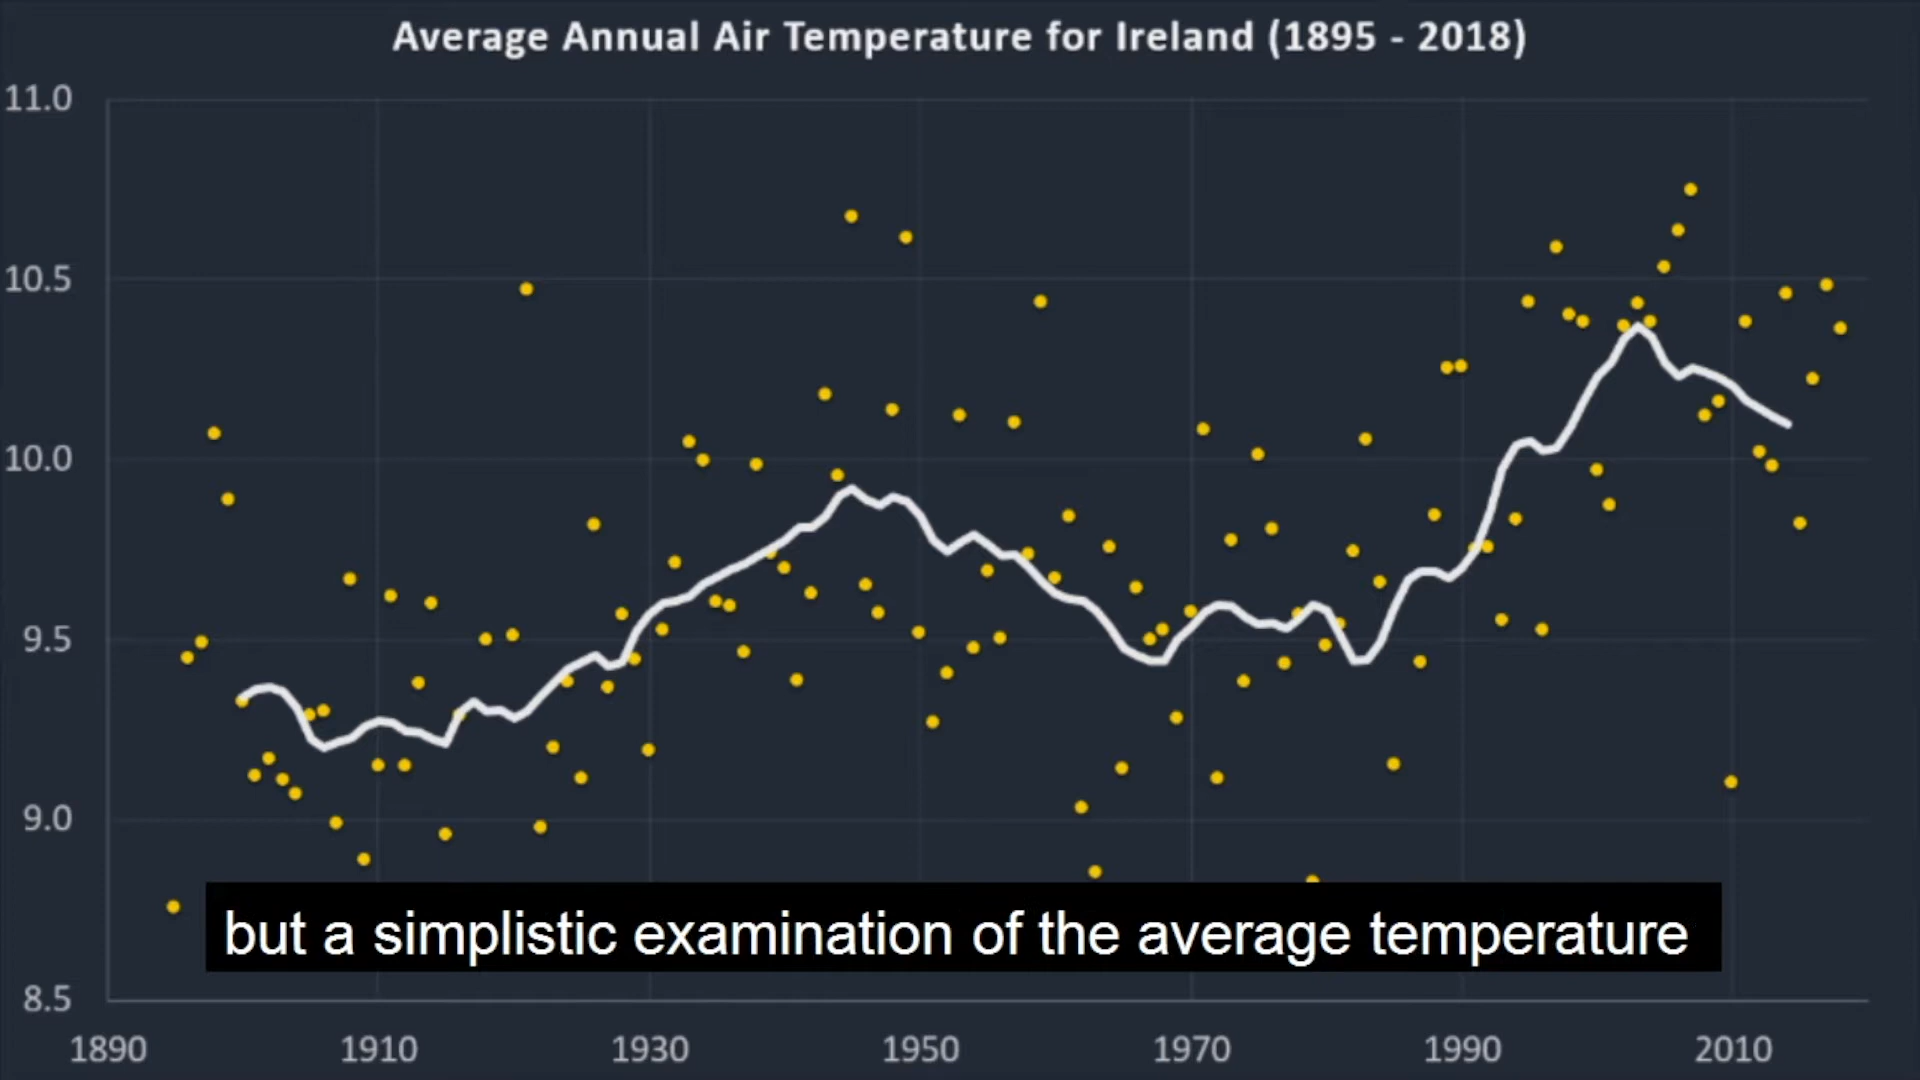 Average Annual Air Temperature for Ireland (1895 - 2018)
11.0
10.5
10.0
9.5
9.0
8.5
1890 1910 1930 1950 1970 1990 2010
but a simplistic examination of the average temperature